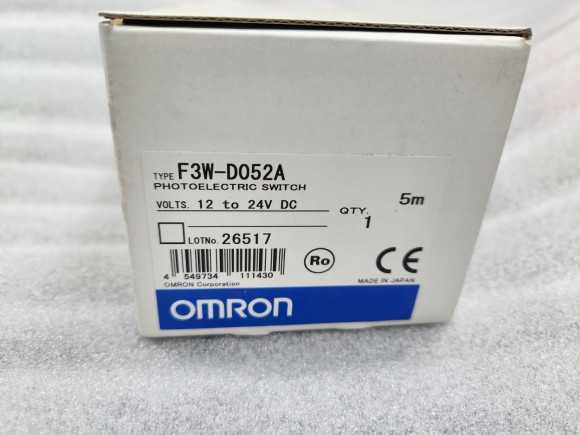 TYPE F3W-D052A
PHOTOELECTRIC SWITCH
VOLTS. 12 to 24V DC
5m
QTY. 1
LOTNo. 26517
Ro
CE
4 549734 111430
MADE IN JAPAN
OMRON Corporation
OMRON